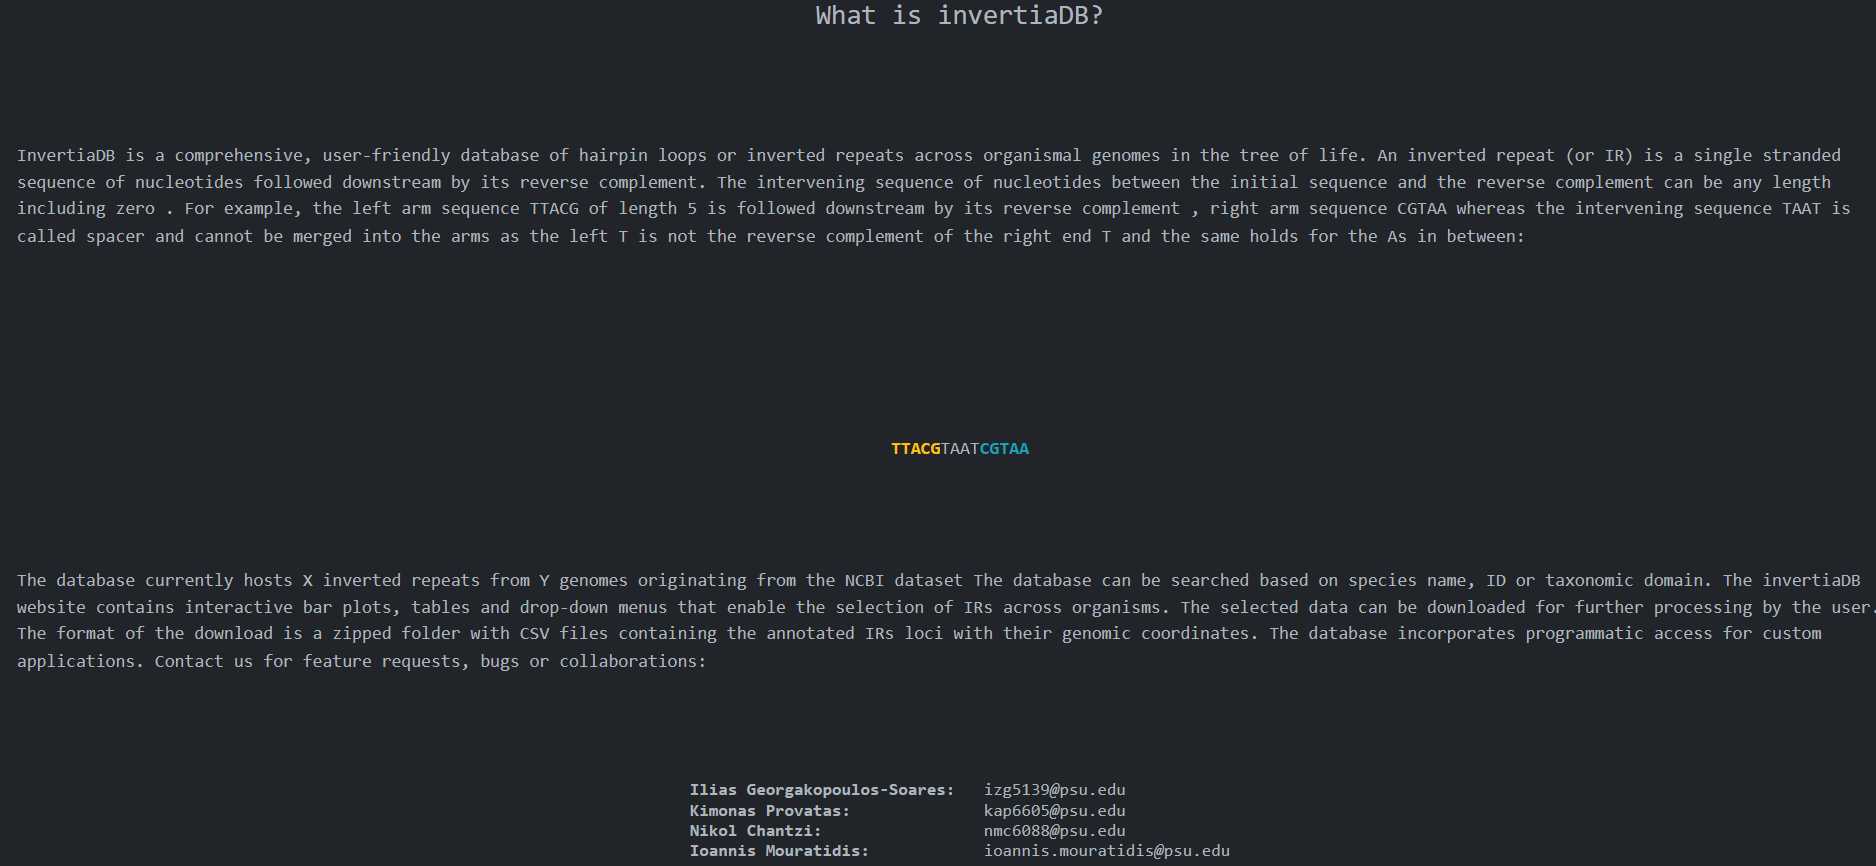 What is invertiaDB?
InvertiaDB is a comprehensive, user-friendly database of hairpin loops or inverted repeats across organismal genomes in the tree of life. An inverted repeat (or IR) is a single stranded
sequence of nucleotides followed downstream by its reverse complement. The intervening sequence of nucleotides between the initial sequence and the reverse complement can be any length
including zero . For example, the left arm sequence TTACG of length 5 is followed downstream by its reverse complement , right arm sequence CGTAA whereas the intervening sequence TAAT is
called spacer and cannot be merged into the arms as the left T is not the reverse complement of the right end T and the same holds for the As in between:
TTACGTAATCGTAA
The database currently hosts X inverted repeats from Y genomes originating from the NCBI dataset The database can be searched based on species name, ID or taxonomic domain. The invertiaDB
website contains interactive bar plots, tables and drop-down menus that enable the selection of IRs across organisms. The selected data can be downloaded for further processing by the user.
The format of the download is a zipped folder with CSV files containing the annotated IRs loci with their genomic coordinates. The database incorporates programmatic access for custom
applications. Contact us for feature requests, bugs or collaborations:
Ilias Georgakopoulos-Soares: izg5139@psu.edu
Kimonas Provatas: kap6605@psu.edu
Nikol Chantzi: nmc6088@psu.edu
Ioannis Mouratidis: ioannis.mouratidis@psu.edu